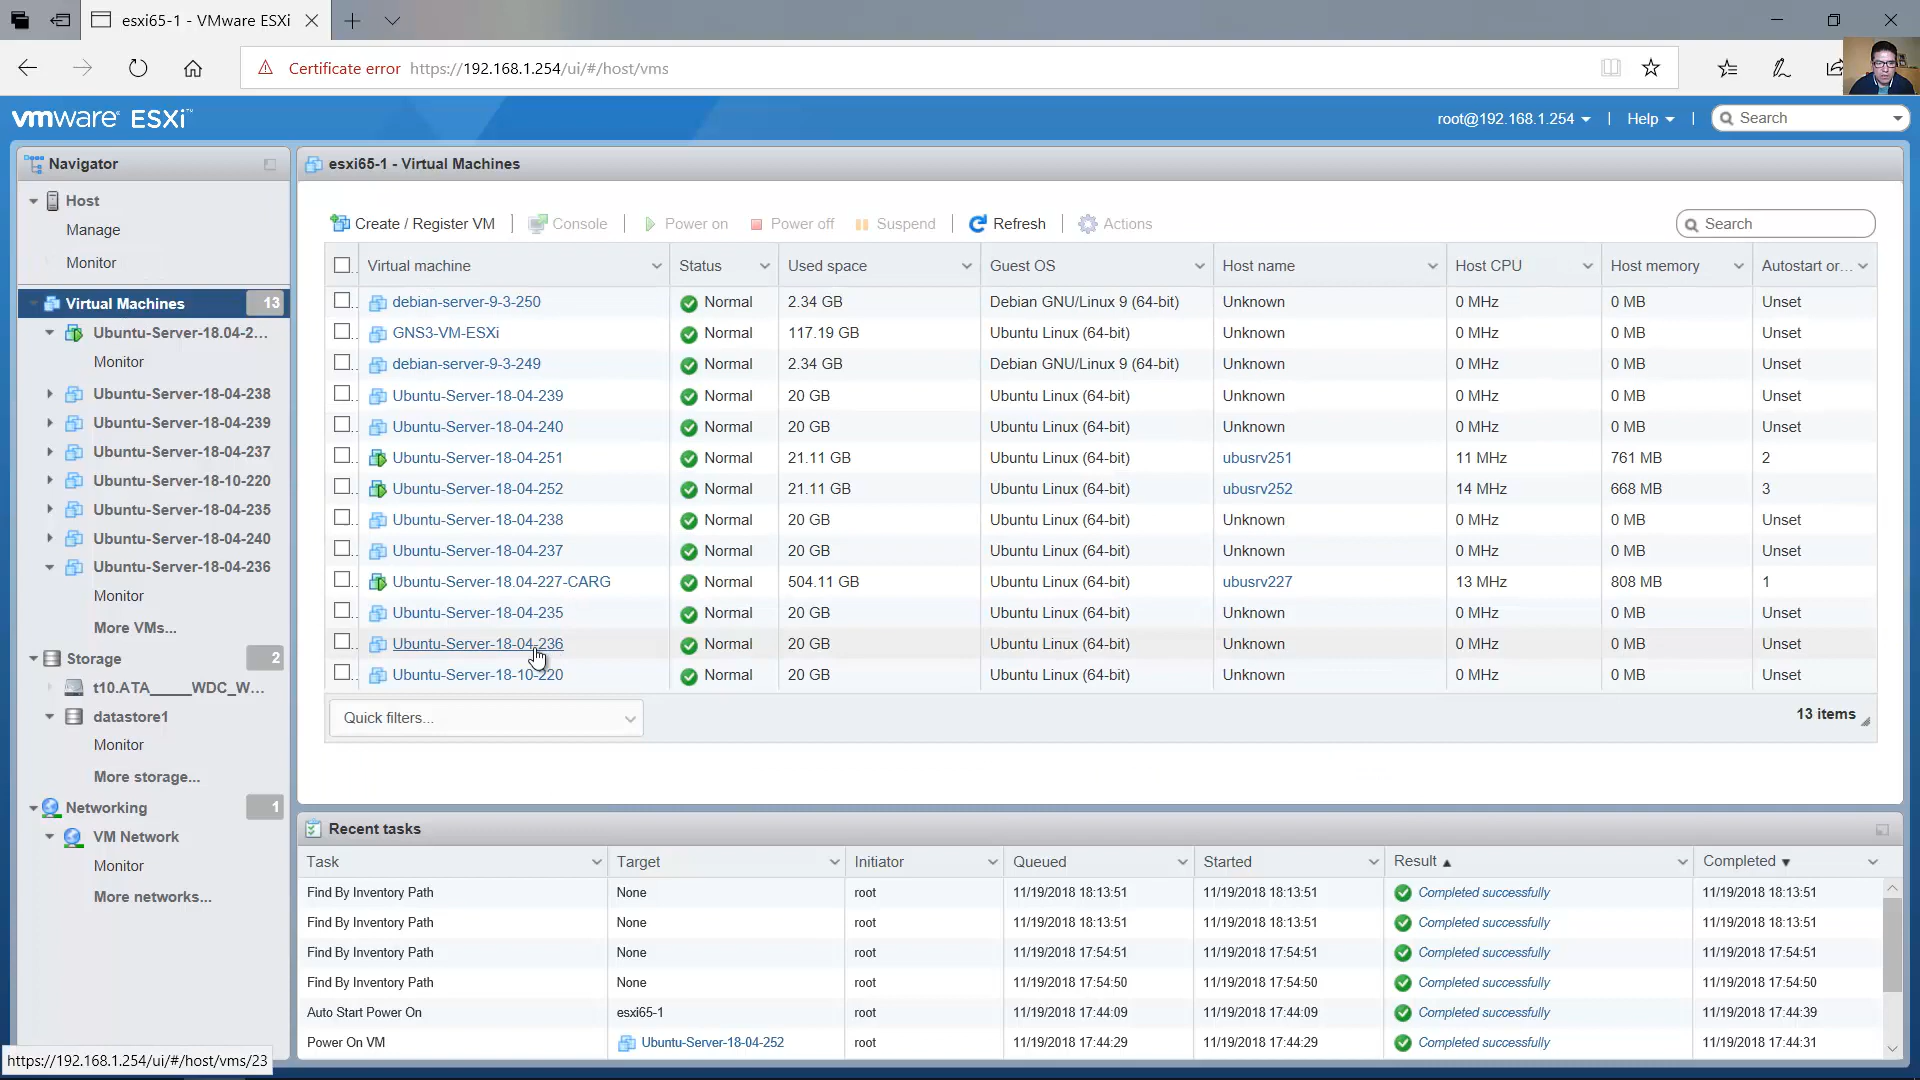 esxi65-1 - VMware ESXi
Certificate error https://192.168.1.254/ui/#/host/vms
vmware ESXi™
root@192.168.1.254 | Help | Search
Navigator
Host
Manage
Monitor
Virtual Machines 13
Ubuntu-Server-18.04-2...
Monitor
Ubuntu-Server-18-04-238
Ubuntu-Server-18-04-239
Ubuntu-Server-18-04-237
Ubuntu-Server-18-10-220
Ubuntu-Server-18-04-235
Ubuntu-Server-18-04-240
Ubuntu-Server-18-04-236
Monitor
More VMs...
Storage 2
t10.ATA_____WDC_W...
datastore1
Monitor
More storage...
Networking 1
VM Network
Monitor
More networks...
esxi65-1 - Virtual Machines
Create / Register VM | Console | Power on Power off Suspend | Refresh | Actions Search
Virtual machine Status Used space Guest OS Host name Host CPU Host memory Autostart or...
debian-server-9-3-250 Normal 2.34 GB Debian GNU/Linux 9 (64-bit) Unknown 0 MHz 0 MB Unset
GNS3-VM-ESXi Normal 117.19 GB Ubuntu Linux (64-bit) Unknown 0 MHz 0 MB Unset
debian-server-9-3-249 Normal 2.34 GB Debian GNU/Linux 9 (64-bit) Unknown 0 MHz 0 MB Unset
Ubuntu-Server-18-04-239 Normal 20 GB Ubuntu Linux (64-bit) Unknown 0 MHz 0 MB Unset
Ubuntu-Server-18-04-240 Normal 20 GB Ubuntu Linux (64-bit) Unknown 0 MHz 0 MB Unset
Ubuntu-Server-18-04-251 Normal 21.11 GB Ubuntu Linux (64-bit) ubusrv251 11 MHz 761 MB 2
Ubuntu-Server-18-04-252 Normal 21.11 GB Ubuntu Linux (64-bit) ubusrv252 14 MHz 668 MB 3
Ubuntu-Server-18-04-238 Normal 20 GB Ubuntu Linux (64-bit) Unknown 0 MHz 0 MB Unset
Ubuntu-Server-18-04-237 Normal 20 GB Ubuntu Linux (64-bit) Unknown 0 MHz 0 MB Unset
Ubuntu-Server-18.04-227-CARG Normal 504.11 GB Ubuntu Linux (64-bit) ubusrv227 13 MHz 808 MB 1
Ubuntu-Server-18-04-235 Normal 20 GB Ubuntu Linux (64-bit) Unknown 0 MHz 0 MB Unset
Ubuntu-Server-18-04-236 Normal 20 GB Ubuntu Linux (64-bit) Unknown 0 MHz 0 MB Unset
Ubuntu-Server-18-10-220 Normal 20 GB Ubuntu Linux (64-bit) Unknown 0 MHz 0 MB Unset
Quick filters... 13 items
Recent tasks
Task Target Initiator Queued Started Result Completed
Find By Inventory Path None root 11/19/2018 18:13:51 11/19/2018 18:13:51 Completed successfully 11/19/2018 18:13:51
Find By Inventory Path None root 11/19/2018 18:13:51 11/19/2018 18:13:51 Completed successfully 11/19/2018 18:13:51
Find By Inventory Path None root 11/19/2018 17:54:51 11/19/2018 17:54:51 Completed successfully 11/19/2018 17:54:51
Find By Inventory Path None root 11/19/2018 17:54:50 11/19/2018 17:54:50 Completed successfully 11/19/2018 17:54:50
Auto Start Power On esxi65-1 root 11/19/2018 17:44:09 11/19/2018 17:44:09 Completed successfully 11/19/2018 17:44:39
Power On VM Ubuntu-Server-18-04-252 root 11/19/2018 17:44:29 11/19/2018 17:44:29 Completed successfully 11/19/2018 17:44:31
https://192.168.1.254/ui/#/host/vms/23